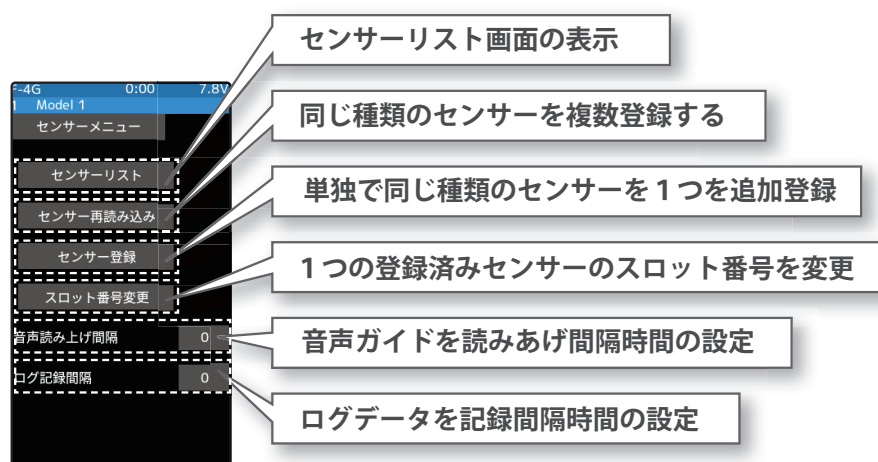 F-4G 0:00 7.8V
1 Model 1
センサーメニュー
センサーリスト
センサー再読み込み
センサー登録
スロット番号変更
音声読み上げ間隔 0
ログ記録間隔 0
センサーリスト画面の表示
同じ種類のセンサーを複数登録する
単独で同じ種類のセンサーを1つを追加登録
1つの登録済みセンサーのスロット番号を変更
音声ガイドを読みあげ間隔時間の設定
ログデータを記録間隔時間の設定